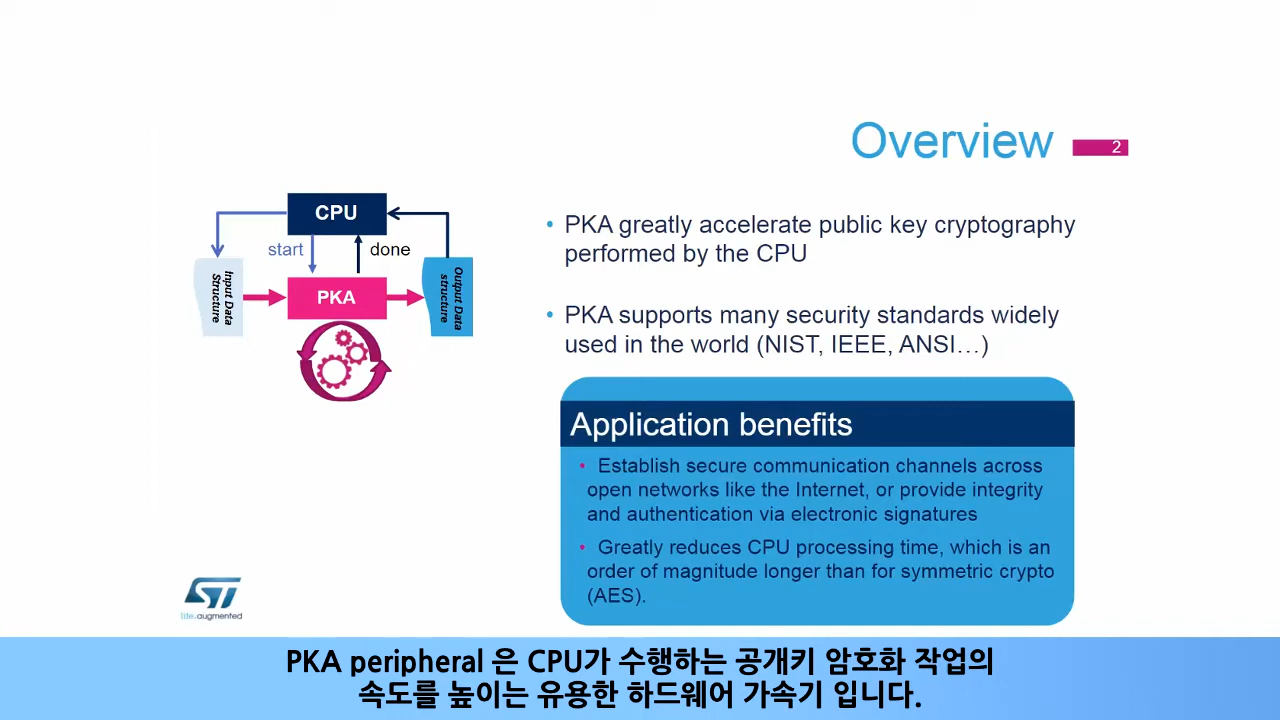 Overview
2
CPU
start
done
Input Data
Structure
PKA
Output Data
structure
• PKA greatly accelerate public key cryptography
performed by the CPU
• PKA supports many security standards widely
used in the world (NIST, IEEE, ANSI…)
Application benefits
• Establish secure communication channels across
open networks like the Internet, or provide integrity
and authentication via electronic signatures
• Greatly reduces CPU processing time, which is an
order of magnitude longer than for symmetric crypto
(AES).
ST
life.augmented
PKA peripheral 은 CPU가 수행하는 공개키 암호화 작업의
속도를 높이는 유용한 하드웨어 가속기 입니다.